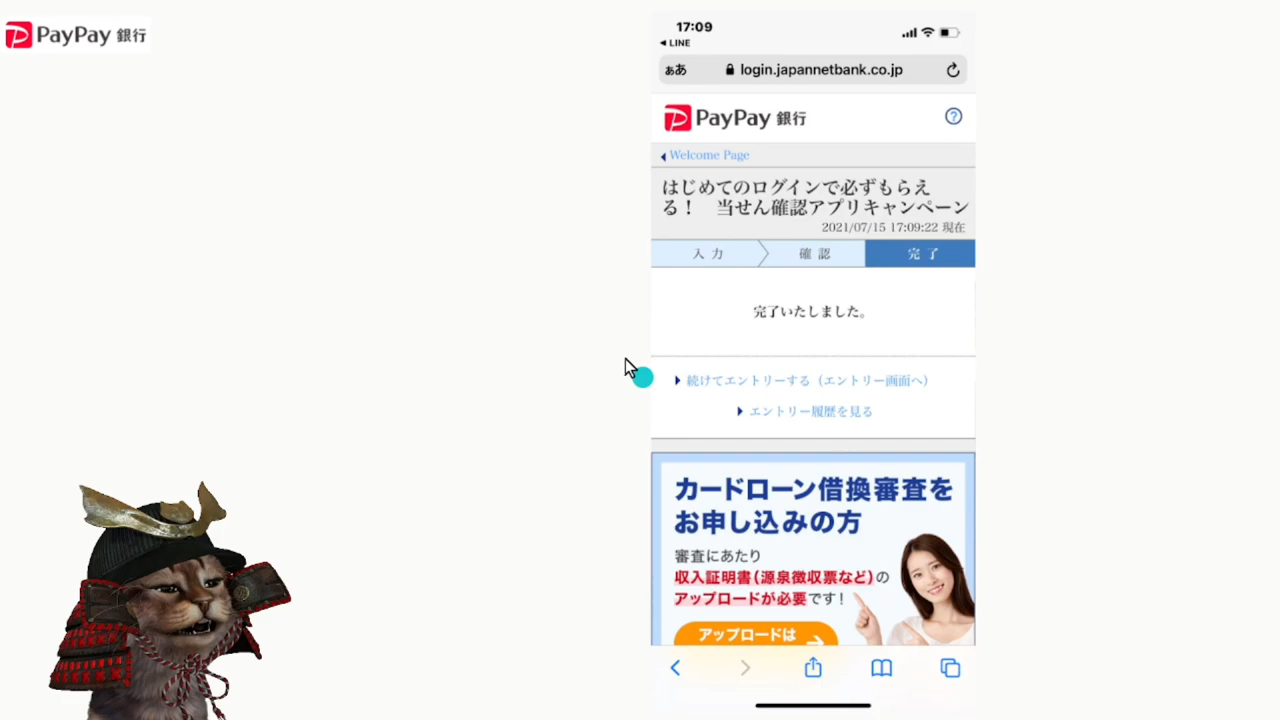 PayPay 銀行
17:09
LINE
ぁあ login.japannetbank.co.jp
PayPay 銀行
?
Welcome Page
はじめてのログインで必ずもらえ
る! 当せん確認アプリキャンペーン
2021/07/15 17:09:22 現在
入力 確認 完了
完了いたしました。
続けてエントリーする(エントリー画面へ)
エントリー履歴を見る
カードローン借換審査を
お申し込みの方
審査にあたり
収入証明書(源泉徴収票など)の
アップロードが必要です!
アップロードは